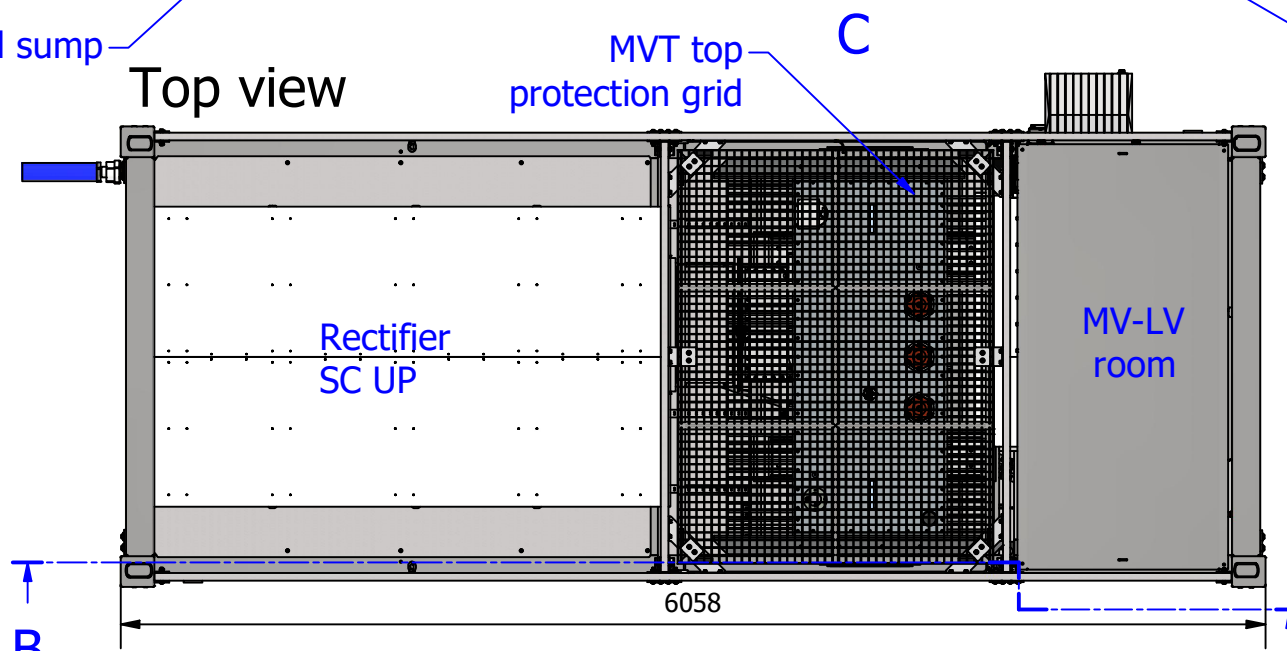 sump
Top view
MVT top
protection grid
C
Rectifier
SC UP
MV-LV
room
6058
B